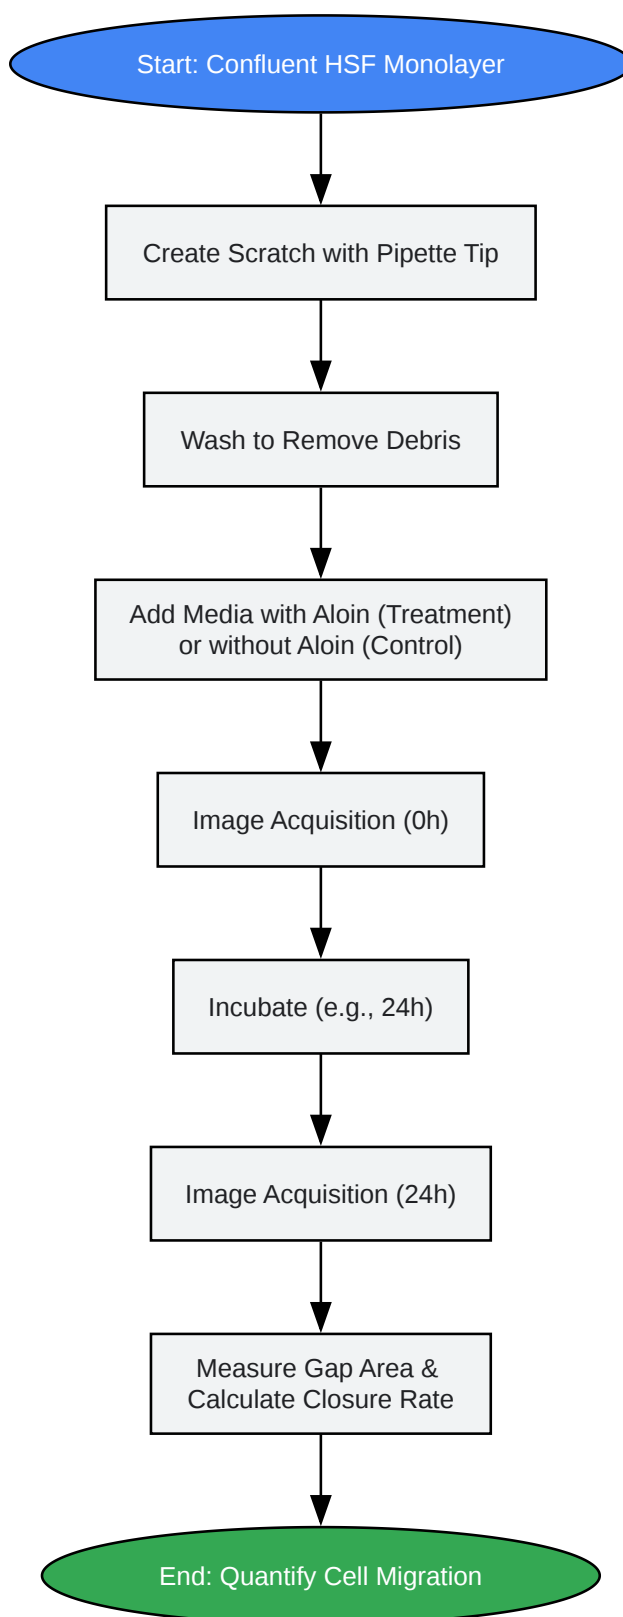 Start: Confluent HSF Monolayer
Create Scratch with Pipette Tip
Wash to Remove Debris
Add Media with Aloin (Treatment)
or without Aloin (Control)
Image Acquisition (0h)
Incubate (e.g., 24h)
Image Acquisition (24h)
Measure Gap Area &
Calculate Closure Rate
End: Quantify Cell Migration